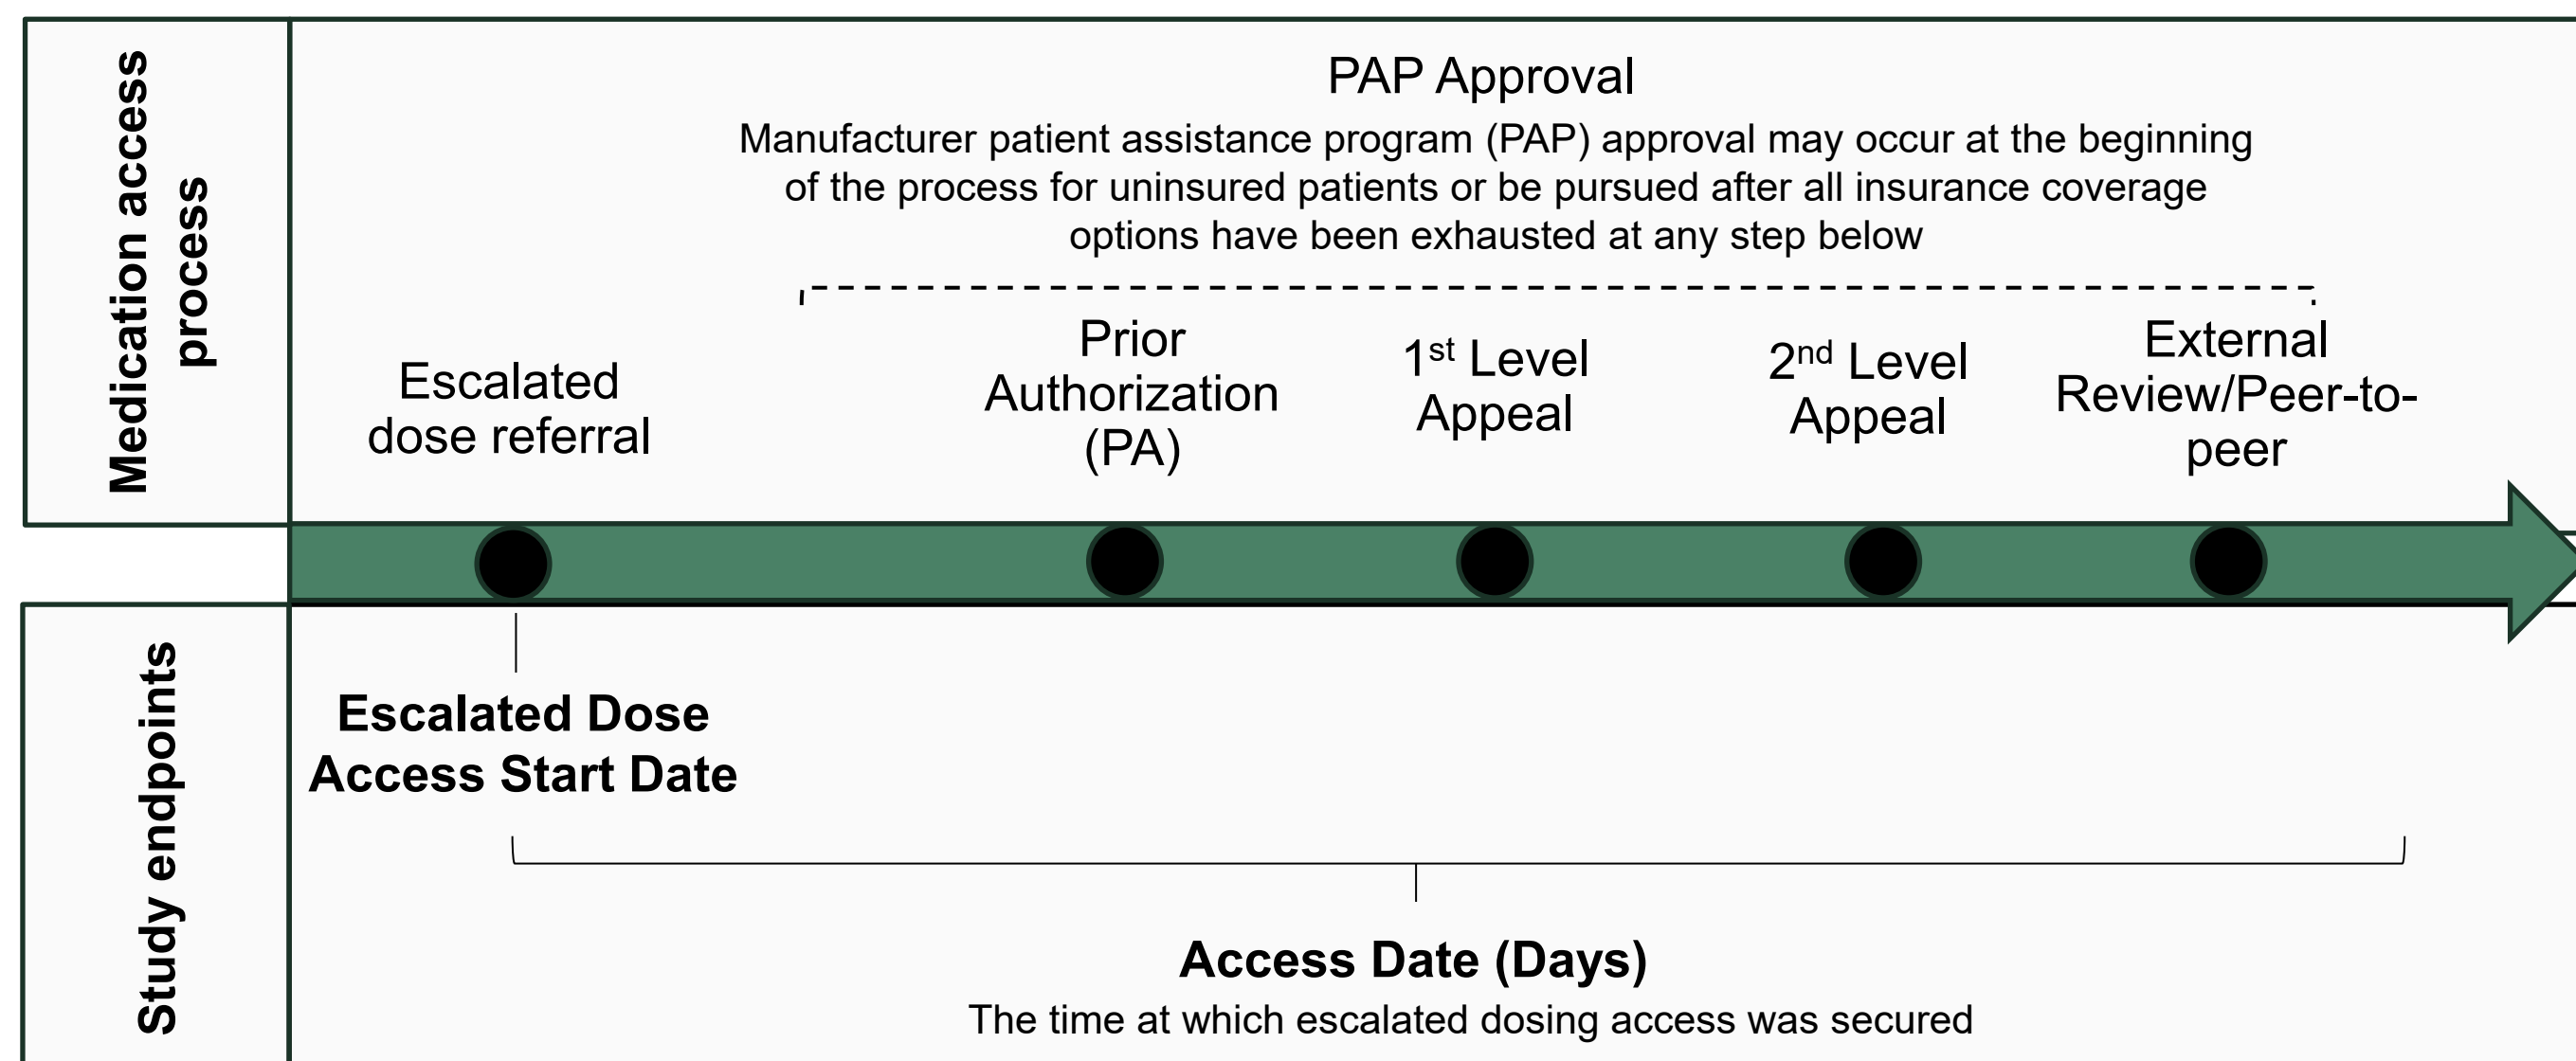 Medication access
process
PAP Approval
Manufacturer patient assistance program (PAP) approval may occur at the beginning
of the process for uninsured patients or be pursued after all insurance coverage
options have been exhausted at any step below
Escalated
dose referral
Prior
Authorization
(PA)
1st Level
Appeal
2nd Level
Appeal
External
Review/Peer-to-
peer
Study endpoints
Escalated Dose
Access Start Date
Access Date (Days)
The time at which escalated dosing access was secured